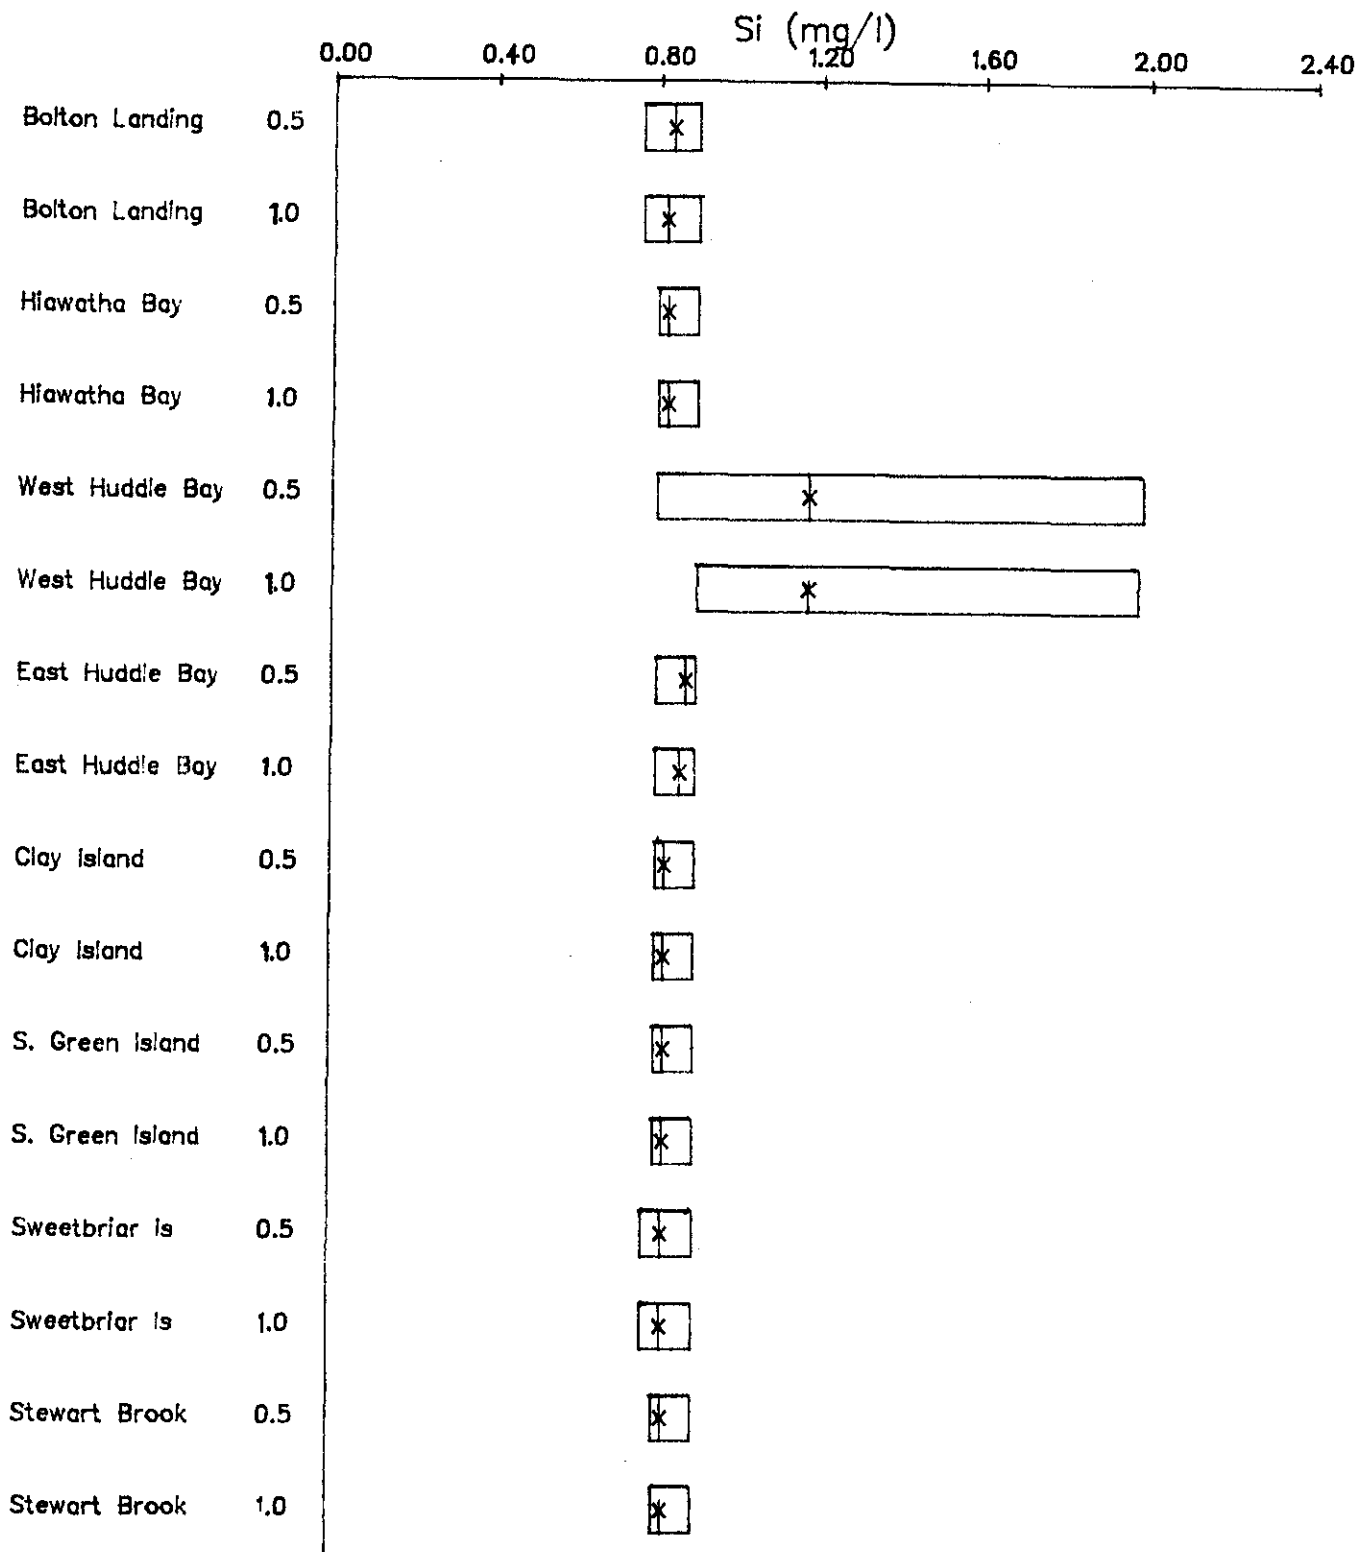 Si (mg/l)
0.00 0.40 0.80 1.20 1.60 2.00 2.40
Bolton Landing 0.5
Bolton Landing 1.0
Hiawatha Bay 0.5
Hiawatha Bay 1.0
West Huddle Bay 0.5
West Huddle Bay 1.0
East Huddle Bay 0.5
East Huddle Bay 1.0
Clay Island 0.5
Clay Island 1.0
S. Green Island 0.5
S. Green Island 1.0
Sweetbriar Is 0.5
Sweetbriar Is 1.0
Stewart Brook 0.5
Stewart Brook 1.0